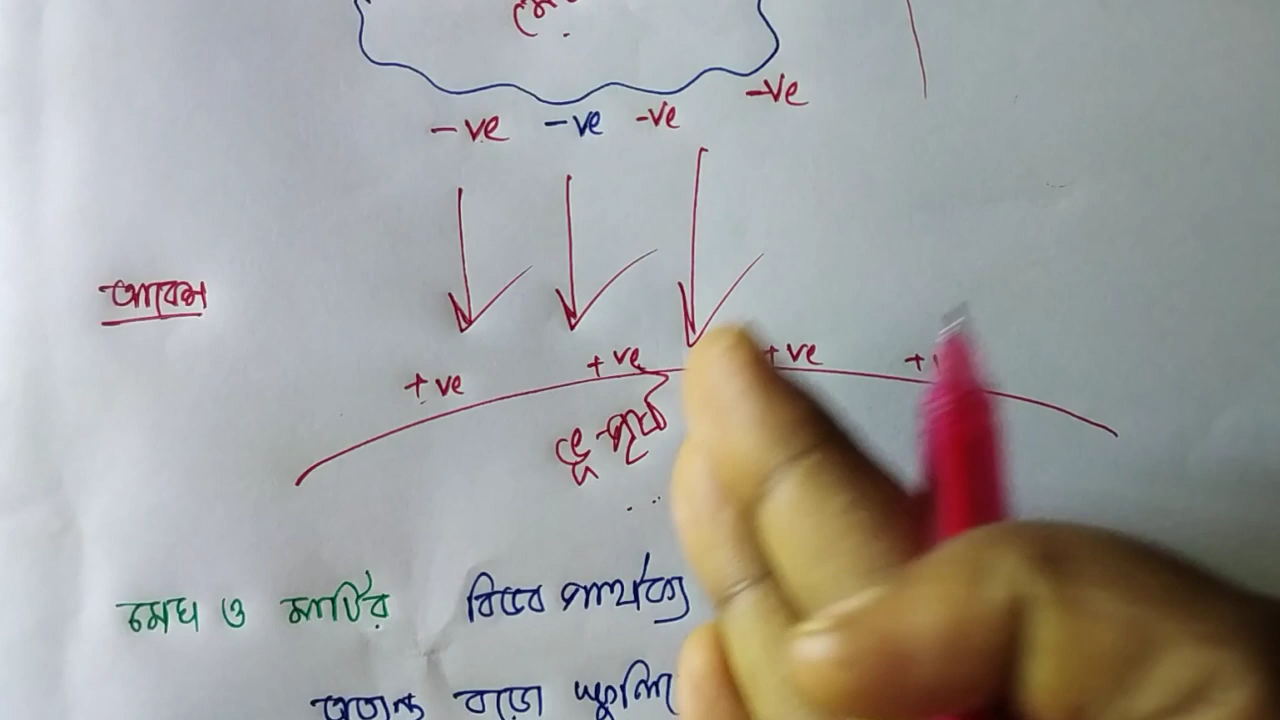 -ve -ve -ve -ve
আবেশ
+ve +ve +ve
ভূ-পৃষ্ঠ
মেঘ ও মাটির বিভব পার্থক্য
অত্যন্ত বড়ো স্ফুলিঙ্গ